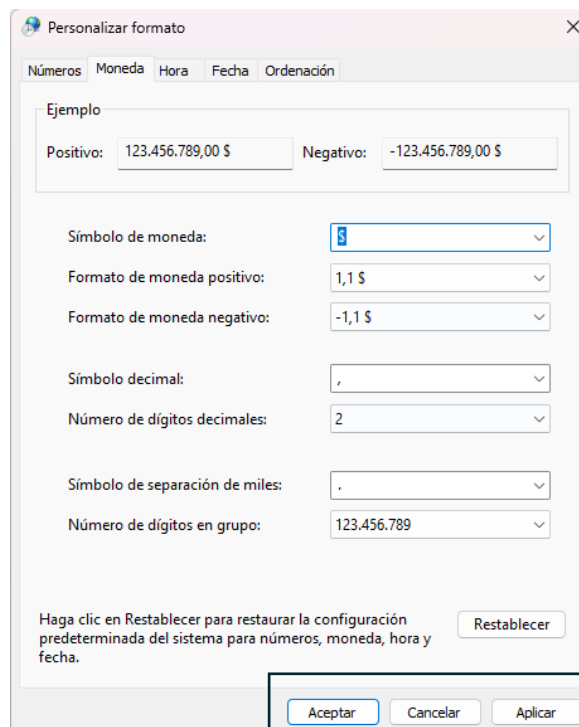 Personalizar formato
Números Moneda Hora Fecha Ordenación
Ejemplo
Positivo: 123.456.789,00 $ Negativo: -123.456.789,00 $
Símbolo de moneda: $
Formato de moneda positivo: 1,1 $
Formato de moneda negativo: -1,1 $
Símbolo decimal: ,
Número de dígitos decimales: 2
Símbolo de separación de miles: .
Número de dígitos en grupo: 123.456.789
Haga clic en Restablecer para restaurar la configuración
predeterminada del sistema para números, moneda, hora y
fecha.
Restablecer
Aceptar Cancelar Aplicar